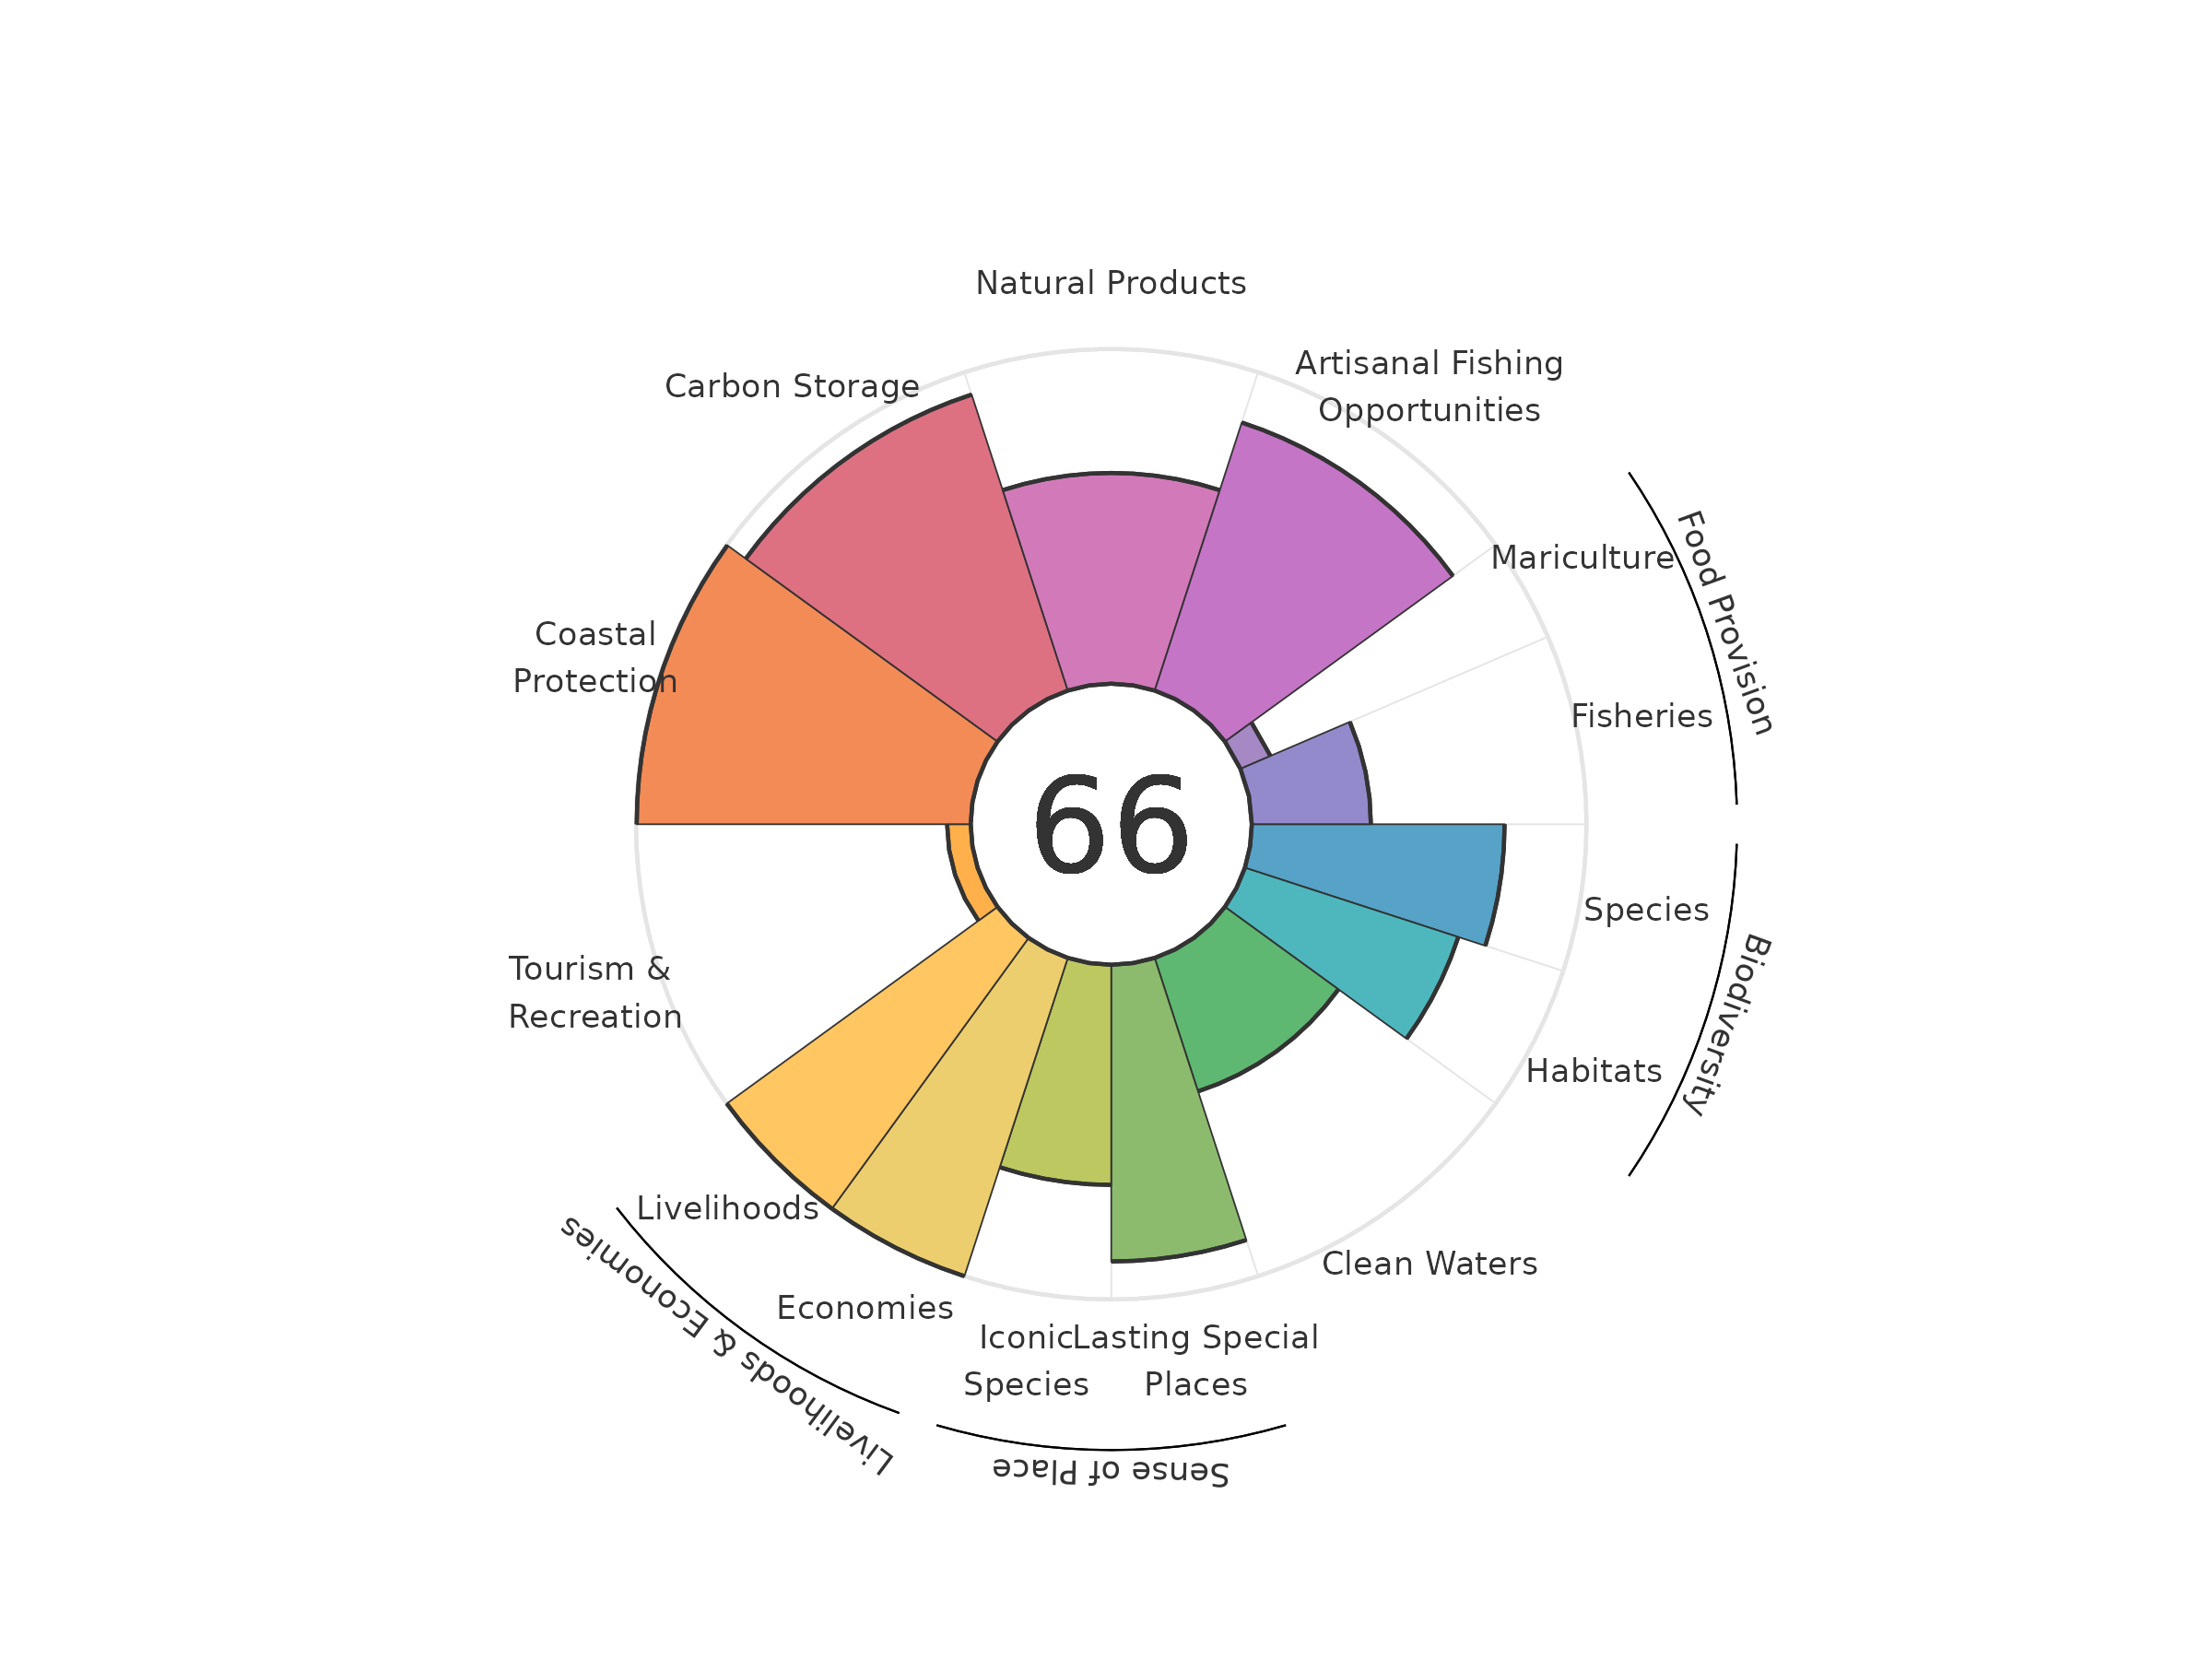 Natural Products
Carbon Storage
Artisanal Fishing
Opportunities
Mariculture
Food Provision
Coastal
Protection
Fisheries
66
Species
Biodiversity
Tourism &
Recreation
Habitats
Livelihoods
Clean Waters
Economies
Livelihoods & Economies
Iconic
Species
Lasting Special
Places
Sense of Place